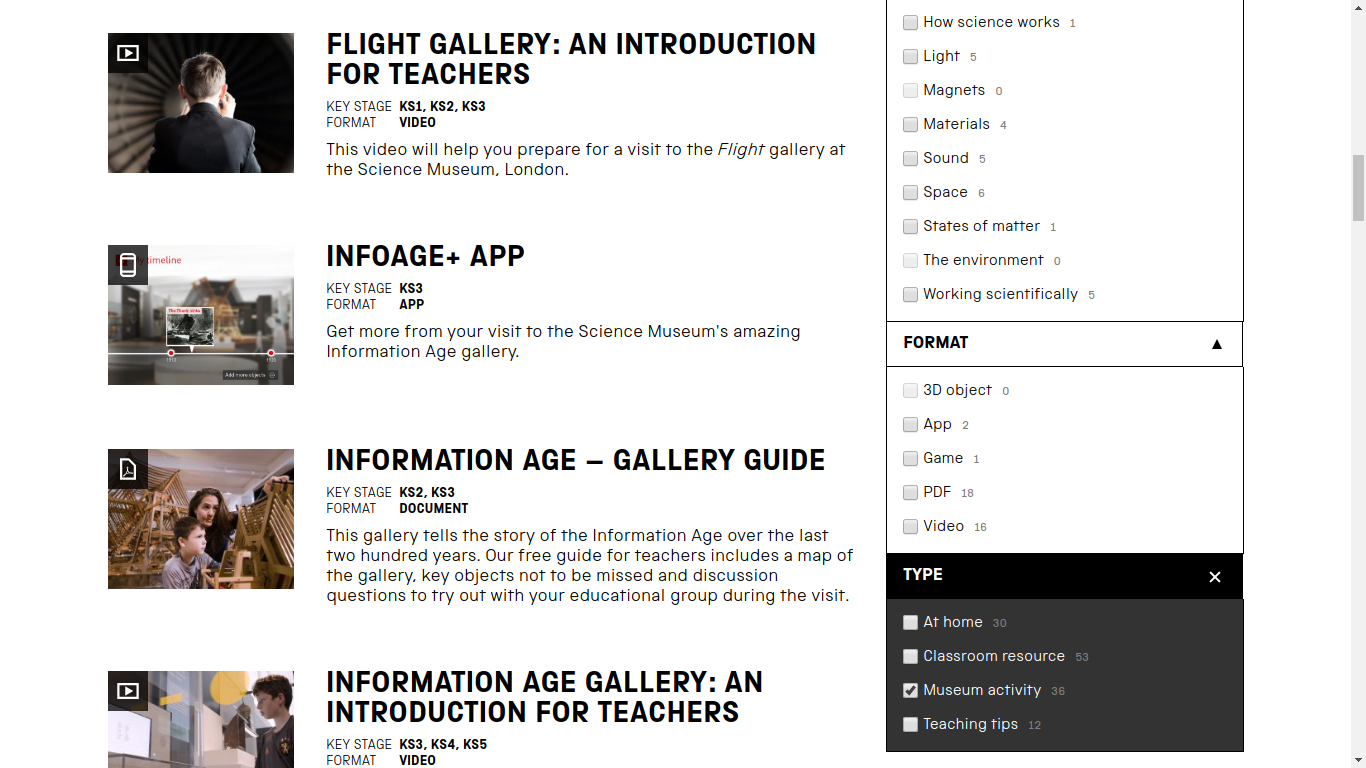 FLIGHT GALLERY: AN INTRODUCTION
FOR TEACHERS
KEY STAGE KS1, KS2, KS3
FORMAT VIDEO
This video will help you prepare for a visit to the Flight gallery at
the Science Museum, London.
timeline
INFOAGE+ APP
KEY STAGE KS3
FORMAT APP
Get more from your visit to the Science Museum's amazing
Information Age gallery.
Add more objects
INFORMATION AGE – GALLERY GUIDE
KEY STAGE KS2, KS3
FORMAT DOCUMENT
This gallery tells the story of the Information Age over the last
two hundred years. Our free guide for teachers includes a map of
the gallery, key objects not to be missed and discussion
questions to try out with your educational group during the visit.
INFORMATION AGE GALLERY: AN
INTRODUCTION FOR TEACHERS
KEY STAGE KS3, KS4, KS5
FORMAT VIDEO
How science works 1
Light 5
Magnets 0
Materials 4
Sound 5
Space 6
States of matter 1
The environment 0
Working scientifically 5
FORMAT ▲
3D object 0
App 2
Game 1
PDF 18
Video 16
TYPE ✕
At home 30
Classroom resource 53
Museum activity 36
Teaching tips 12